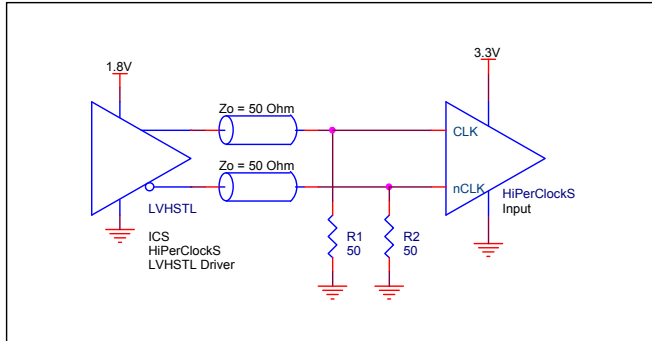 1.8V
3.3V
Zo = 50 Ohm
CLK
Zo = 50 Ohm
nCLK
HiPerClockS
Input
LVHSTL
ICS
HiPerClockS
LVHSTL Driver
R1
50
R2
50